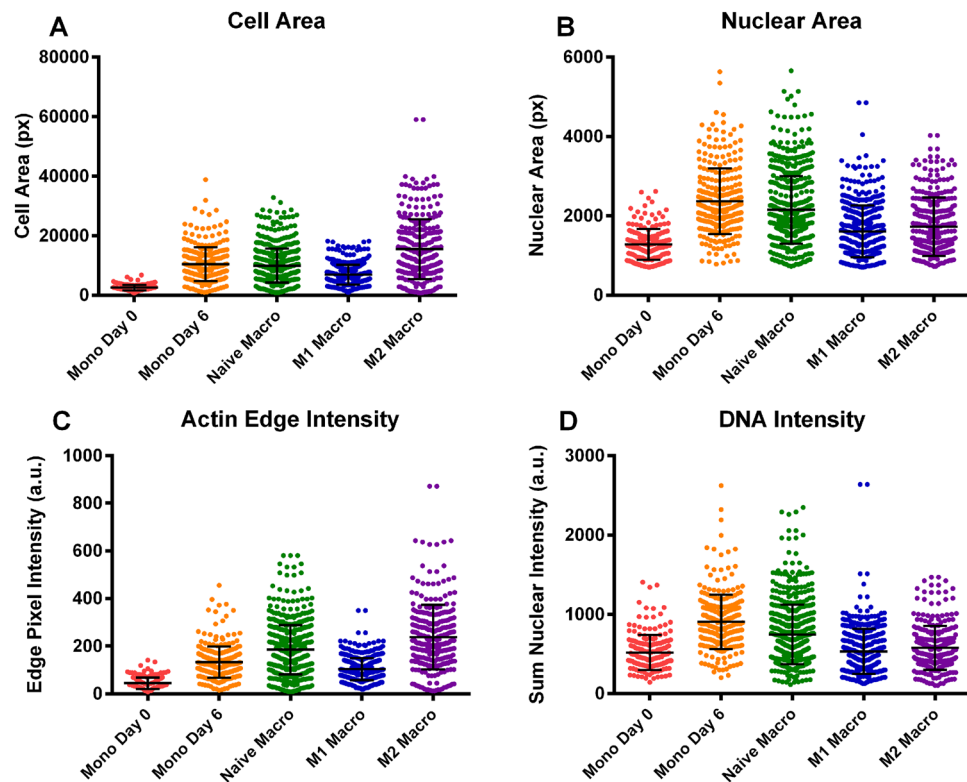 A
Cell Area
Cell Area (px)
80000
60000
40000
20000
0
Mono Day 0
Mono Day 6
Naive Macro
M1 Macro
M2 Macro
B
Nuclear Area
Nuclear Area (px)
6000
4000
2000
0
Mono Day 0
Mono Day 6
Naive Macro
M1 Macro
M2 Macro
C
Actin Edge Intensity
Edge Pixel Intensity (a.u.)
1000
800
600
400
200
0
Mono Day 0
Mono Day 6
Naive Macro
M1 Macro
M2 Macro
D
DNA Intensity
Sum Nuclear Intensity (a.u.)
3000
2000
1000
0
Mono Day 0
Mono Day 6
Naive Macro
M1 Macro
M2 Macro